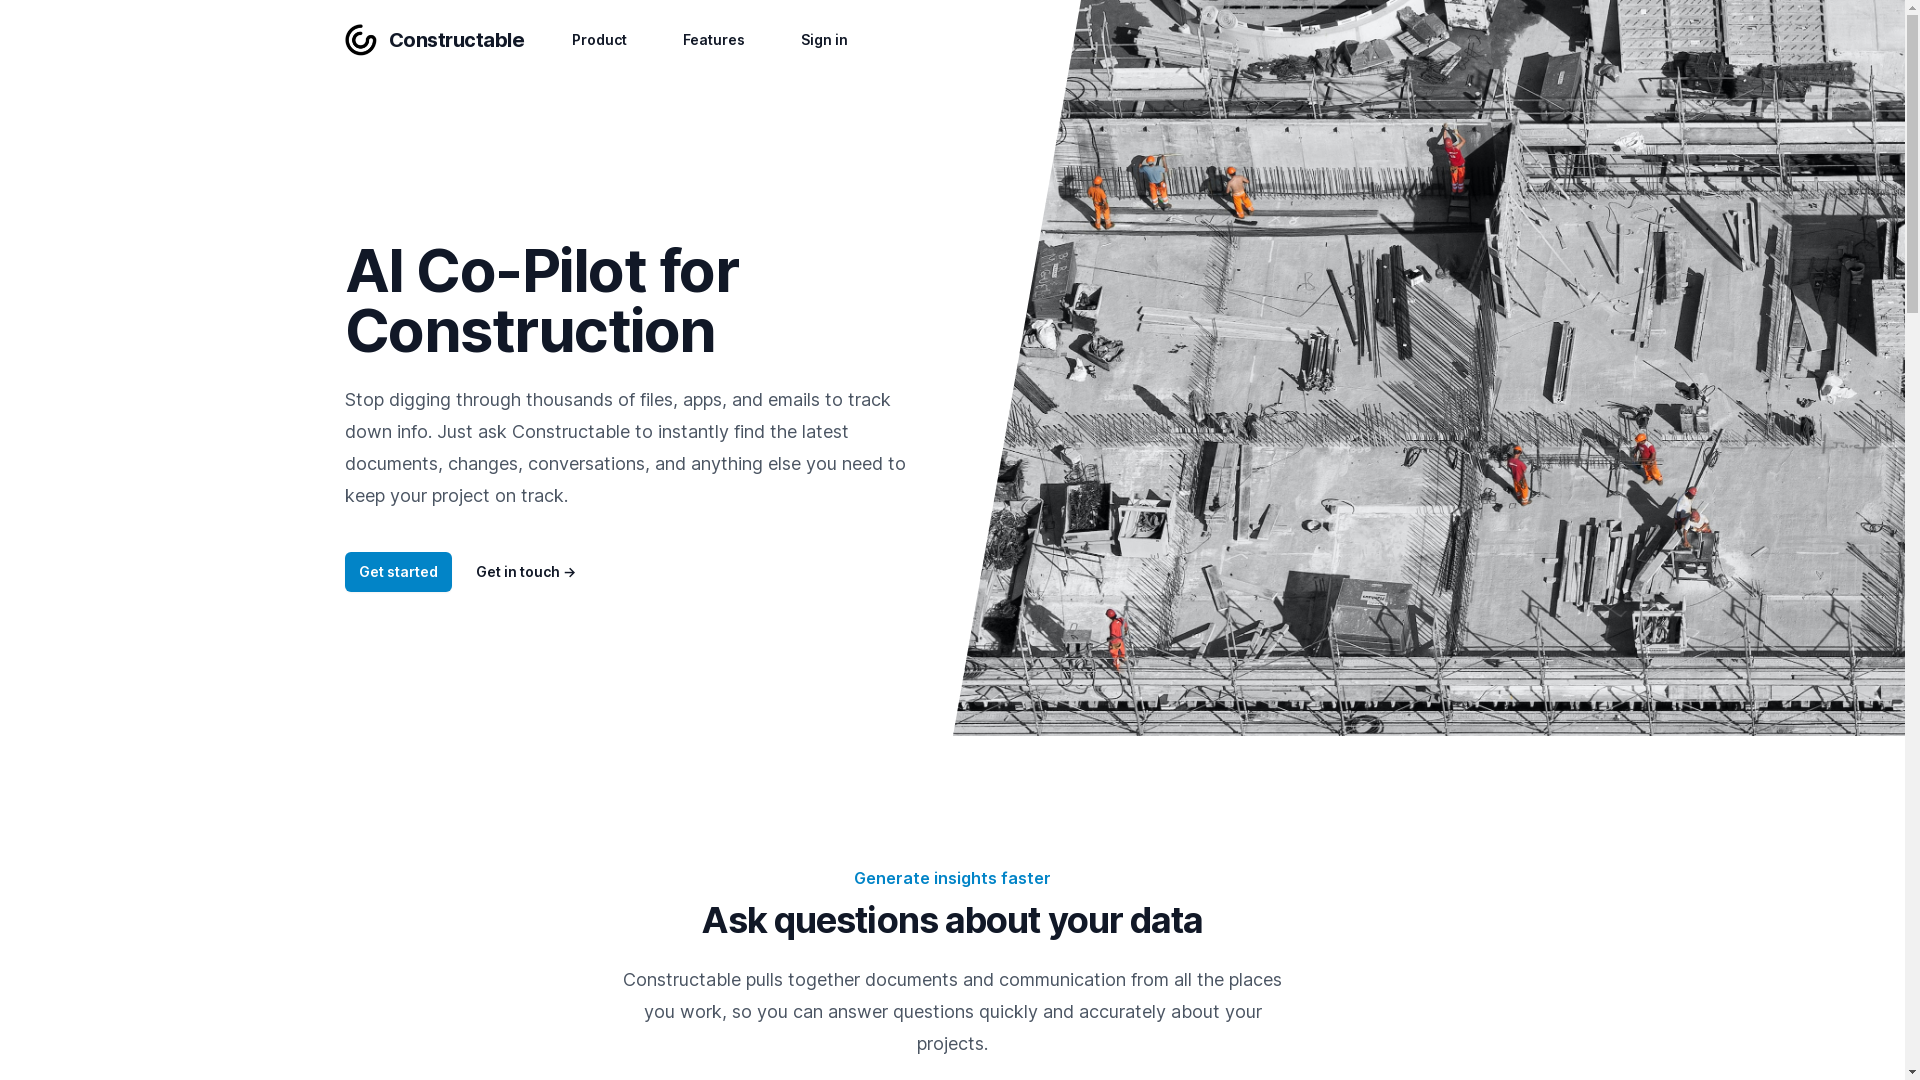 Constructable
Product
Features
Sign in
AI Co-Pilot for
Construction
Stop digging through thousands of files, apps, and emails to track
down info. Just ask Constructable to instantly find the latest
documents, changes, conversations, and anything else you need to
keep your project on track.
Get started
Get in touch →
Generate insights faster
Ask questions about your data
Constructable pulls together documents and communication from all the places
you work, so you can answer questions quickly and accurately about your
projects.